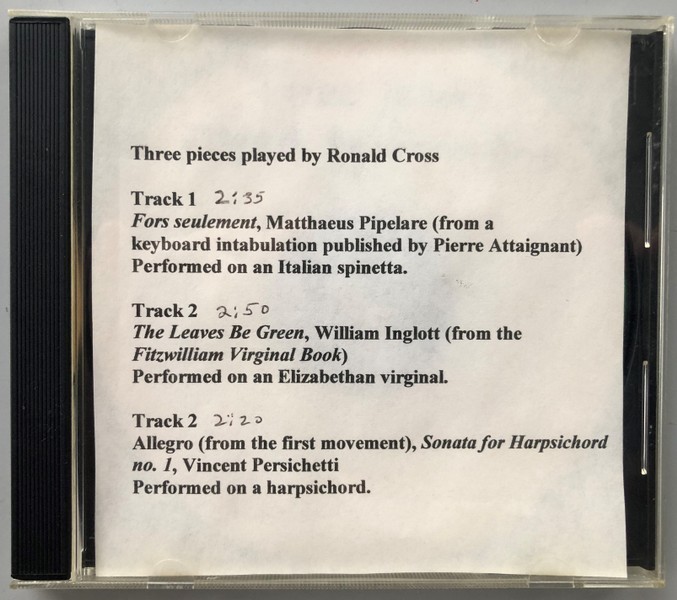 Three pieces played by Ronald Cross
Track 1 2:35
Fors seulement, Matthaeus Pipelare (from a
keyboard intabulation published by Pierre Attaignant)
Performed on an Italian spinetta.
Track 2 2:50
The Leaves Be Green, William Inglott (from the
Fitzwilliam Virginal Book)
Performed on an Elizabethan virginal.
Track 2 2:20
Allegro (from the first movement), Sonata for Harpsichord
no. 1, Vincent Persichetti
Performed on a harpsichord.